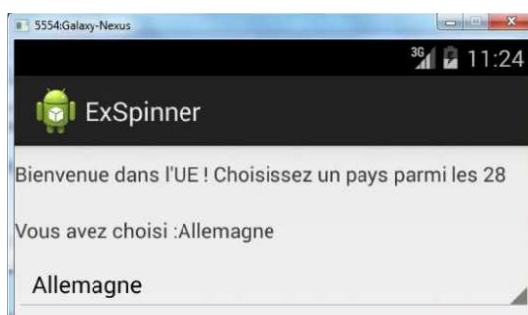 5554:Galaxy-Nexus
3G 11:24
ExSpinner
Bienvenue dans l'UE ! Choisissez un pays parmi les 28
Vous avez choisi :Allemagne
Allemagne